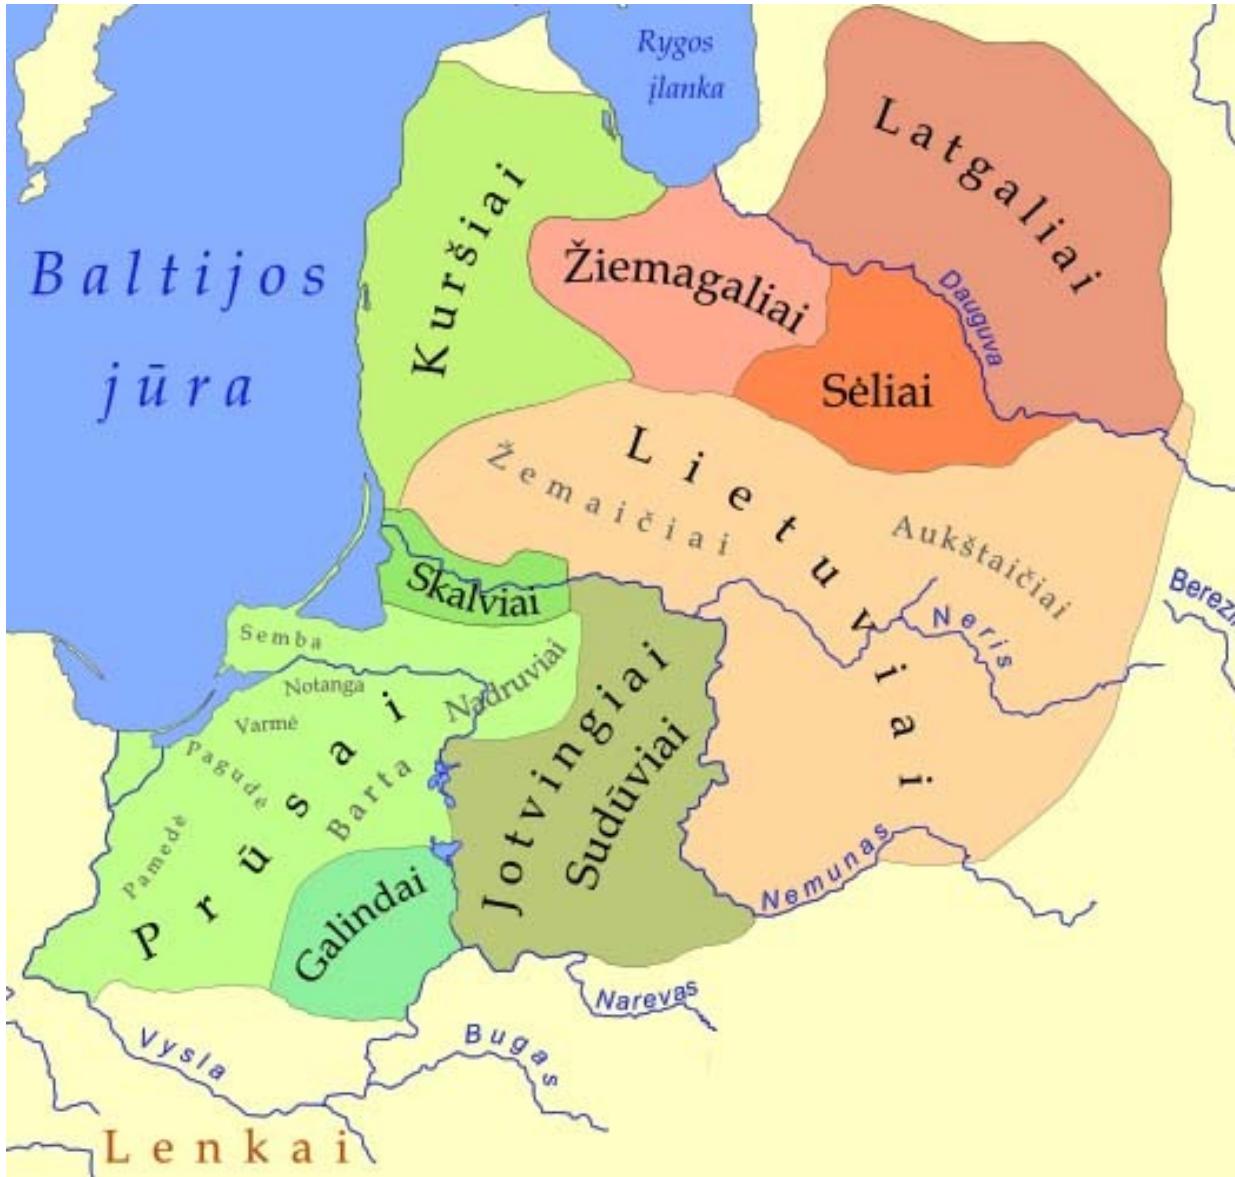 Rygos
įlanka
Latgaliai
Kuršiai
Baltijos
jūra
Žiemagaliai
Dauguva
Sėliai
Lietuviai
Žemaičiai
Aukštaičiai
Skalviai
Neris
Semba
Notanga
Nadruviai
Varmė
Pagudė
Barta
Pamedė
Prūsai
Jotvingiai
Sudūviai
Galindai
Nemunas
Narevas
Bugas
Vysla
Lenkai